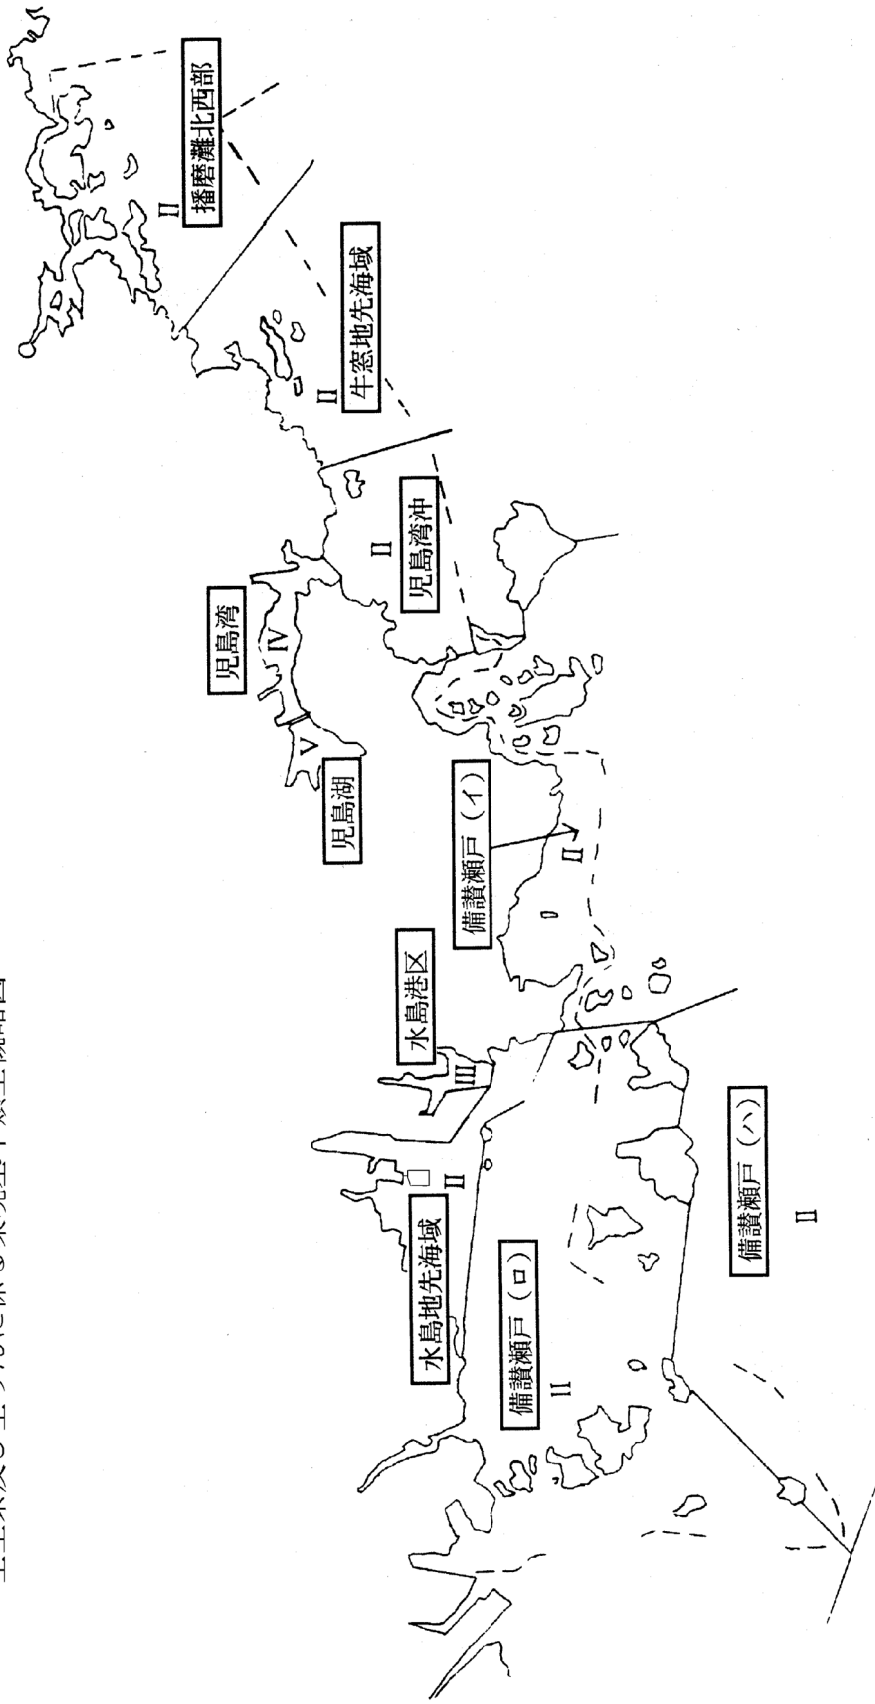 播磨灘北西部
II
児島湾
IV
V
児島湖
牛窓地先海域
II
児島湾沖
II
水島港区
III
水島地先海域
II
備讃瀬戸（イ）
II
備讃瀬戸（ロ）
II
備讃瀬戸（ハ）
II